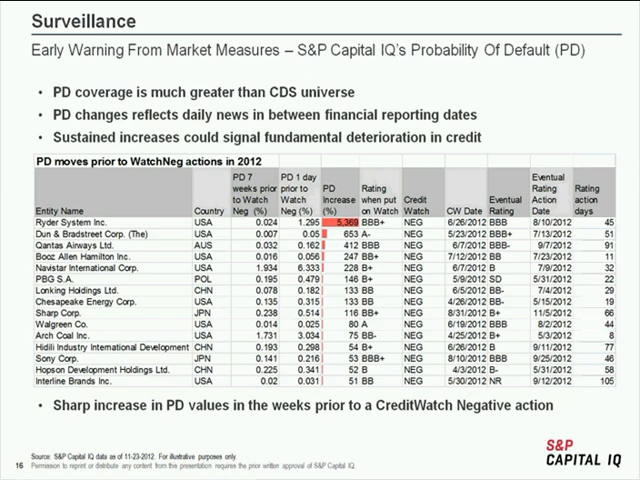 Surveillance
Early Warning From Market Measures – S&P Capital IQ's Probability Of Default (PD)
• PD coverage is much greater than CDS universe
• PD changes reflects daily news in between financial reporting dates
• Sustained increases could signal fundamental deterioration in credit
PD moves prior to WatchNeg actions in 2012
Entity Name Country PD 7 weeks prior to Watch Neg (%) PD 1 day prior to Watch Neg (%) PD Increase (%) Rating when put on Watch Credit Watch CW Date Eventual Rating Eventual Rating Action Date Rating action days
Ryder System Inc. USA 0.024 1.295 5,369 BBB+ NEG 6/26/2012 BBB 8/10/2012 45
Dun & Bradstreet Corp. (The) USA 0.007 0.05 653 A- NEG 5/23/2012 BBB+ 7/13/2012 51
Qantas Airways Ltd. AUS 0.032 0.162 412 BBB NEG 6/7/2012 BBB- 9/7/2012 91
Booz Allen Hamilton Inc. USA 0.016 0.056 247 BB+ NEG 7/12/2012 BB 7/23/2012 11
Navistar International Corp. USA 1.934 6.333 228 B+ NEG 6/7/2012 B 7/9/2012 32
PBG S.A. POL 0.195 0.479 146 B+ NEG 5/9/2012 SD 5/31/2012 22
Lonking Holdings Ltd. CHN 0.078 0.182 133 BB NEG 6/5/2012 BB- 7/4/2012 29
Chesapeake Energy Corp. USA 0.135 0.315 133 BB NEG 4/26/2012 BB- 5/15/2012 19
Sharp Corp. JPN 0.238 0.514 116 BB+ NEG 8/31/2012 B+ 11/5/2012 66
Walgreen Co. USA 0.014 0.025 80 A NEG 6/19/2012 BBB 8/2/2012 44
Arch Coal Inc. USA 1.731 3.034 75 BB- NEG 4/25/2012 B+ 5/3/2012 8
Hidili Industry International Development CHN 0.193 0.298 54 B+ NEG 6/26/2012 B 9/11/2012 77
Sony Corp. JPN 0.141 0.216 53 BBB+ NEG 8/10/2012 BBB 9/25/2012 46
Hopson Development Holdings Ltd. CHN 0.225 0.341 52 B NEG 4/3/2012 B- 5/31/2012 58
Interline Brands Inc. USA 0.02 0.031 51 BB NEG 5/30/2012 NR 9/12/2012 105
• Sharp increase in PD values in the weeks prior to a CreditWatch Negative action
Source: S&P Capital IQ data as of 11-23-2012. For illustrative purposes only.
16 Permission to reprint or distribute any content from this presentation requires the prior written approval of S&P Capital IQ.
S&P
CAPITAL IQ